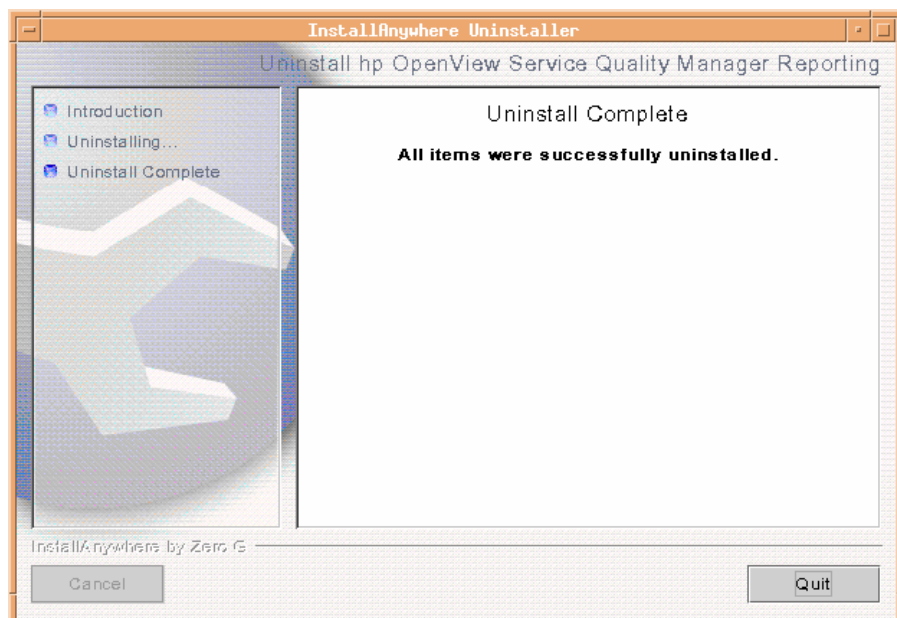 InstallAnywhere Uninstaller
Uninstall hp OpenView Service Quality Manager Reporting
Introduction
Uninstalling...
Uninstall Complete
Uninstall Complete
All items were successfully uninstalled.
InstallAnywhere by Zero G
Cancel
Quit